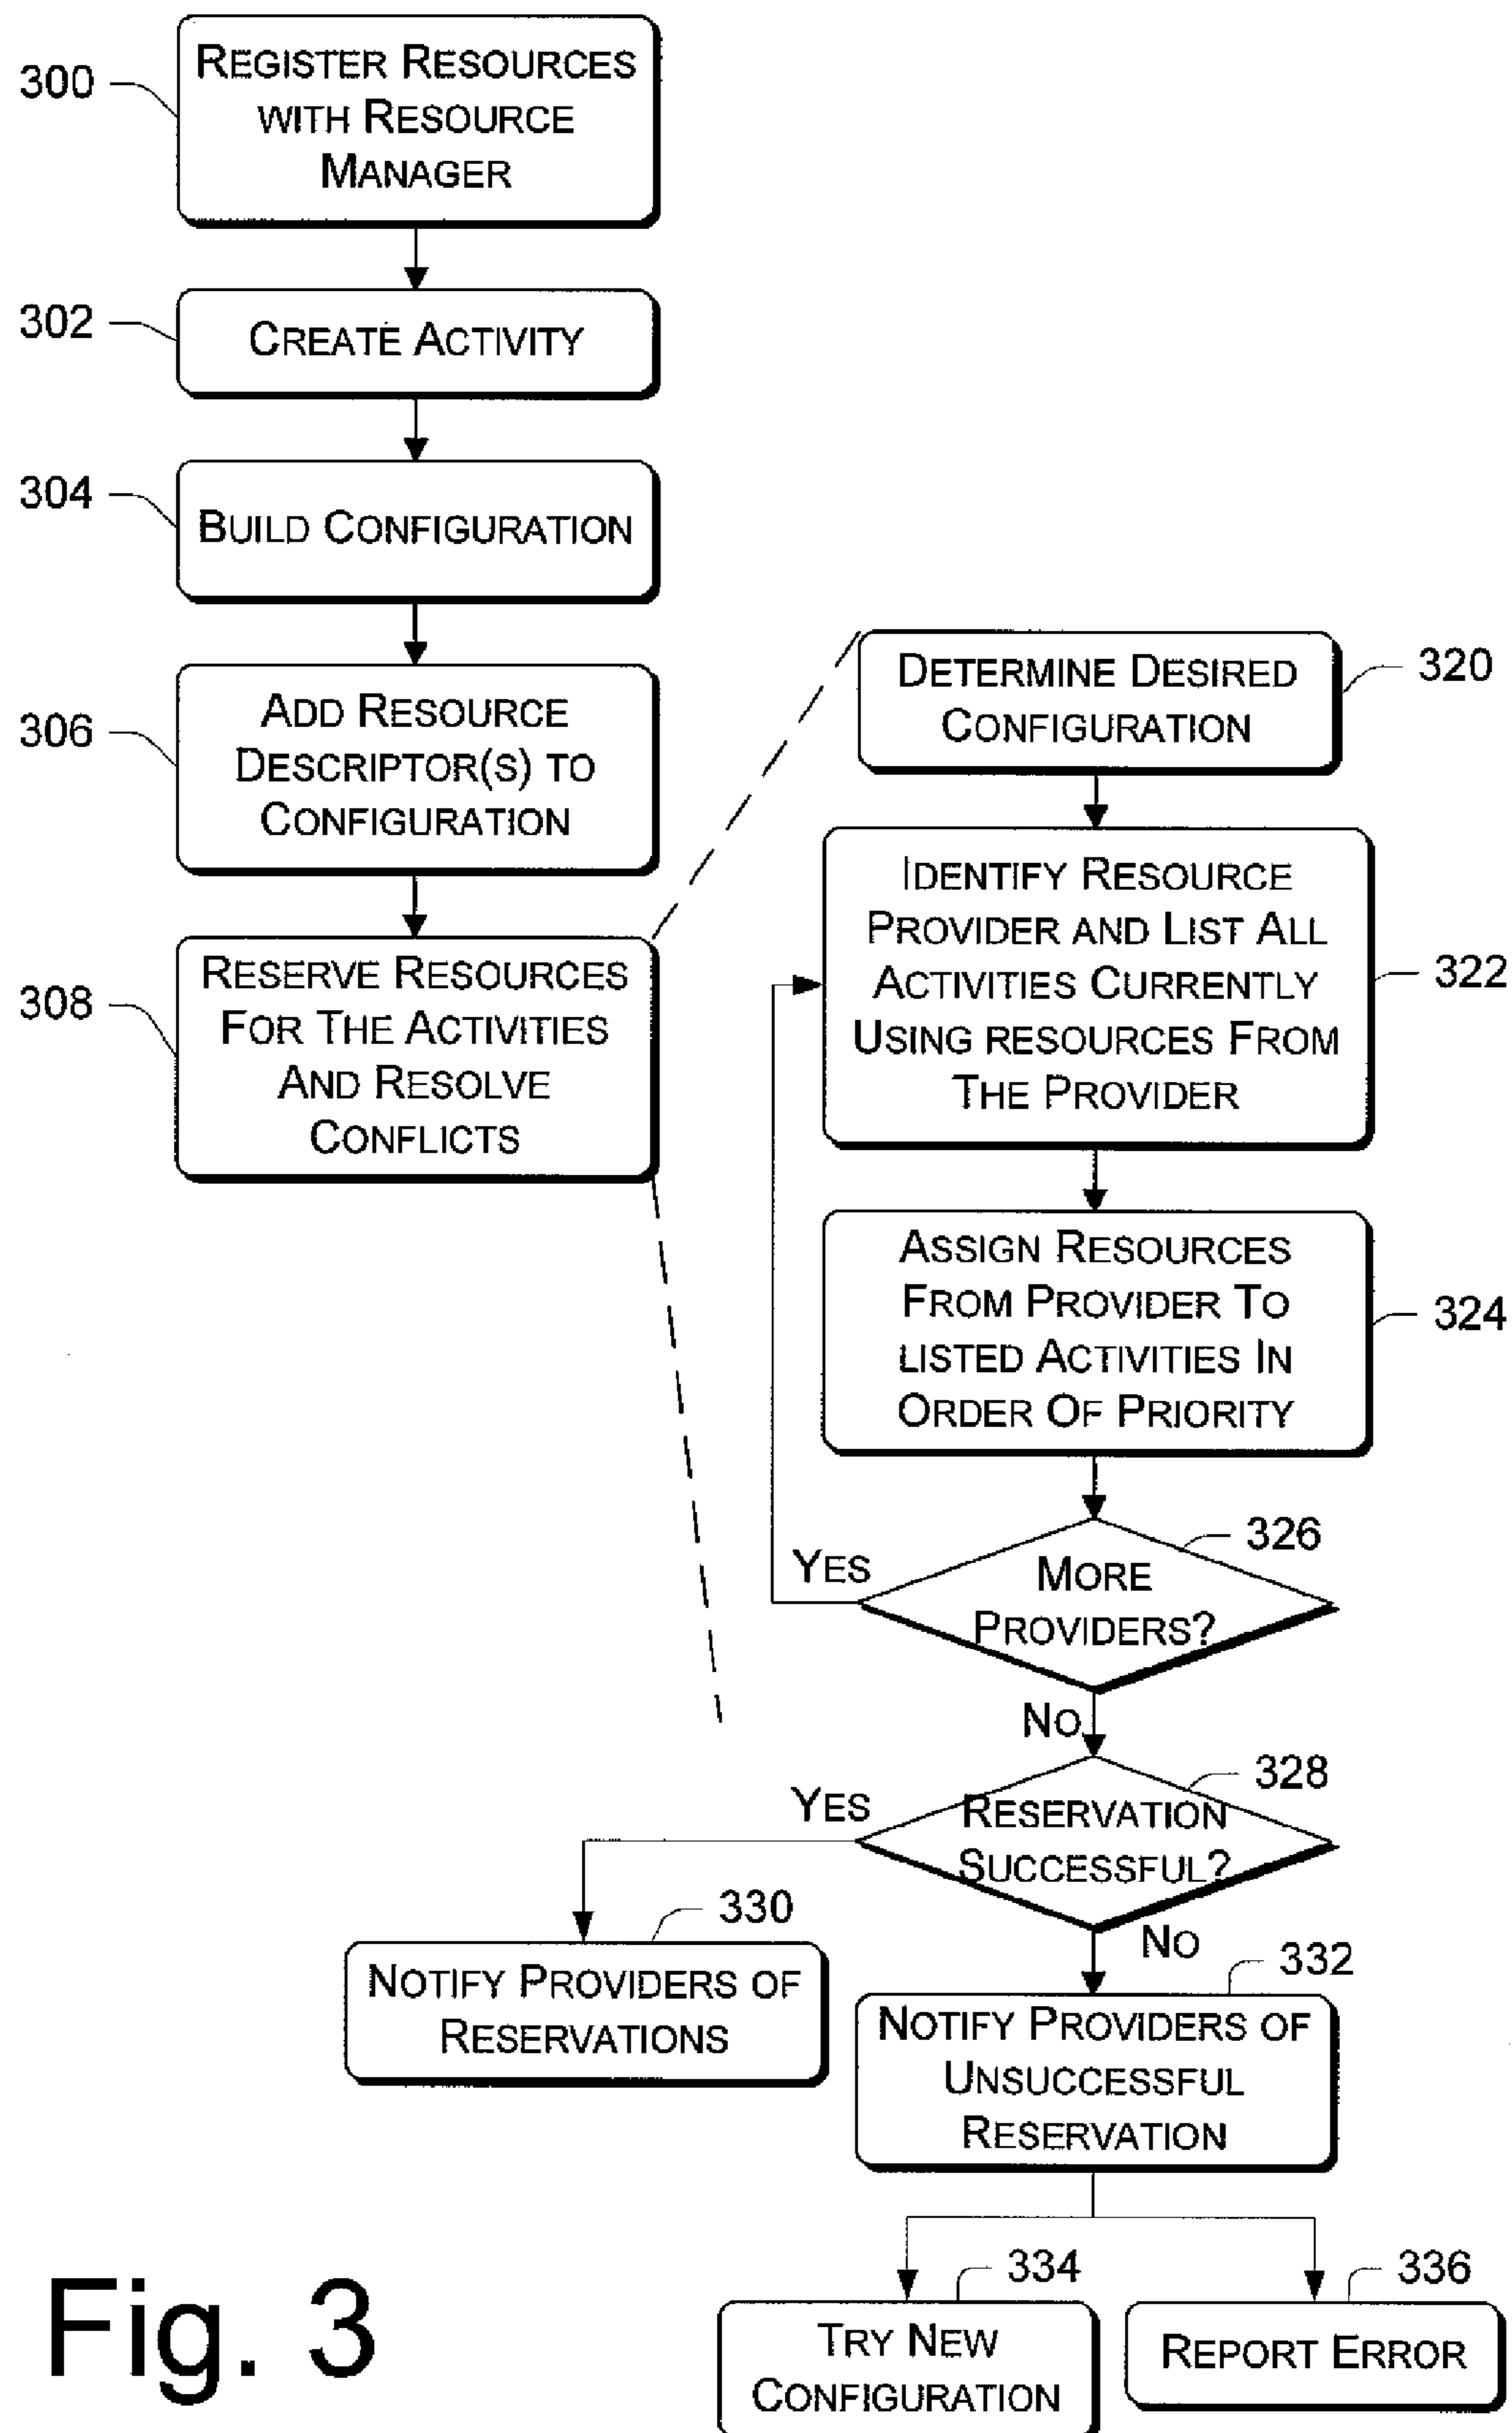 300
REGISTER RESOURCES
WITH RESOURCE
MANAGER
302
CREATE ACTIVITY
304
BUILD CONFIGURATION
306
ADD RESOURCE
DESCRIPTOR(S) TO
CONFIGURATION
308
RESERVE RESOURCES
FOR THE ACTIVITIES
AND RESOLVE
CONFLICTS
DETERMINE DESIRED
CONFIGURATION
320
IDENTIFY RESOURCE
PROVIDER AND LIST ALL
ACTIVITIES CURRENTLY
USING RESOURCES FROM
THE PROVIDER
322
ASSIGN RESOURCES
FROM PROVIDER TO
LISTED ACTIVITIES IN
ORDER OF PRIORITY
324
326
YES
MORE
PROVIDERS?
NO
328
YES
RESERVATION
SUCCESSFUL?
NO
330
NOTIFY PROVIDERS OF
RESERVATIONS
332
NOTIFY PROVIDERS OF
UNSUCCESSFUL
RESERVATION
334
TRY NEW
CONFIGURATION
336
REPORT ERROR
Fig. 3